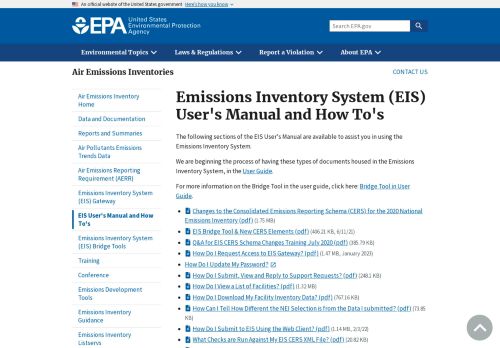 An official website of the United States government Here's how you know
EPA United States
Environmental Protection
Agency
Search EPA.gov
Environmental Topics Laws & Regulations Report a Violation About EPA
Air Emissions Inventories
CONTACT US
Air Emissions Inventory
Home
Data and Documentation
Reports and Summaries
Air Pollutants Emissions
Trends Data
Air Emissions Reporting
Requirement (AERR)
Emissions Inventory System
(EIS) Gateway
EIS User's Manual and How
To's
Emissions Inventory System
(EIS) Bridge Tools
Training
Conference
Emissions Development
Tools
Emissions Inventory
Guidance
Emissions Inventory
Listservs
Emissions Inventory System (EIS)
User's Manual and How To's
The following sections of the EIS User's Manual are available to assist you in using the
Emissions Inventory System.
We are beginning the process of having these types of documents housed in the Emissions
Inventory System, in the User Guide.
For more information on the Bridge Tool in the user guide, click here: Bridge Tool in User
Guide.
Changes to the Consolidated Emissions Reporting Schema (CERS) for the 2020 National
Emissions Inventory (pdf) (1.75 MB)
EIS Bridge Tool & New CERS Elements (pdf) (406.21 KB, 6/11/21)
Q&A for EIS CERS Schema Changes Training July 2020 (pdf) (385.79 KB)
How Do I Request Access to EIS Gateway? (pdf) (1.47 MB, January 2023)
How Do I Update My Password?
How Do I Submit, View and Reply to Support Requests? (pdf) (248.1 KB)
How Do I View a List of Facilities? (pdf) (1.32 MB)
How Do I Download My Facility Inventory Data? (pdf) (767.16 KB)
How Can I Tell How Different the NEI Selection is from the Data I submitted? (pdf) (73.85
KB)
How Do I Submit to EIS Using the Web Client? (pdf) (1.14 MB, 2/3/22)
What Checks are Run Against My EIS CERS XML File? (pdf) (20.82 KB)